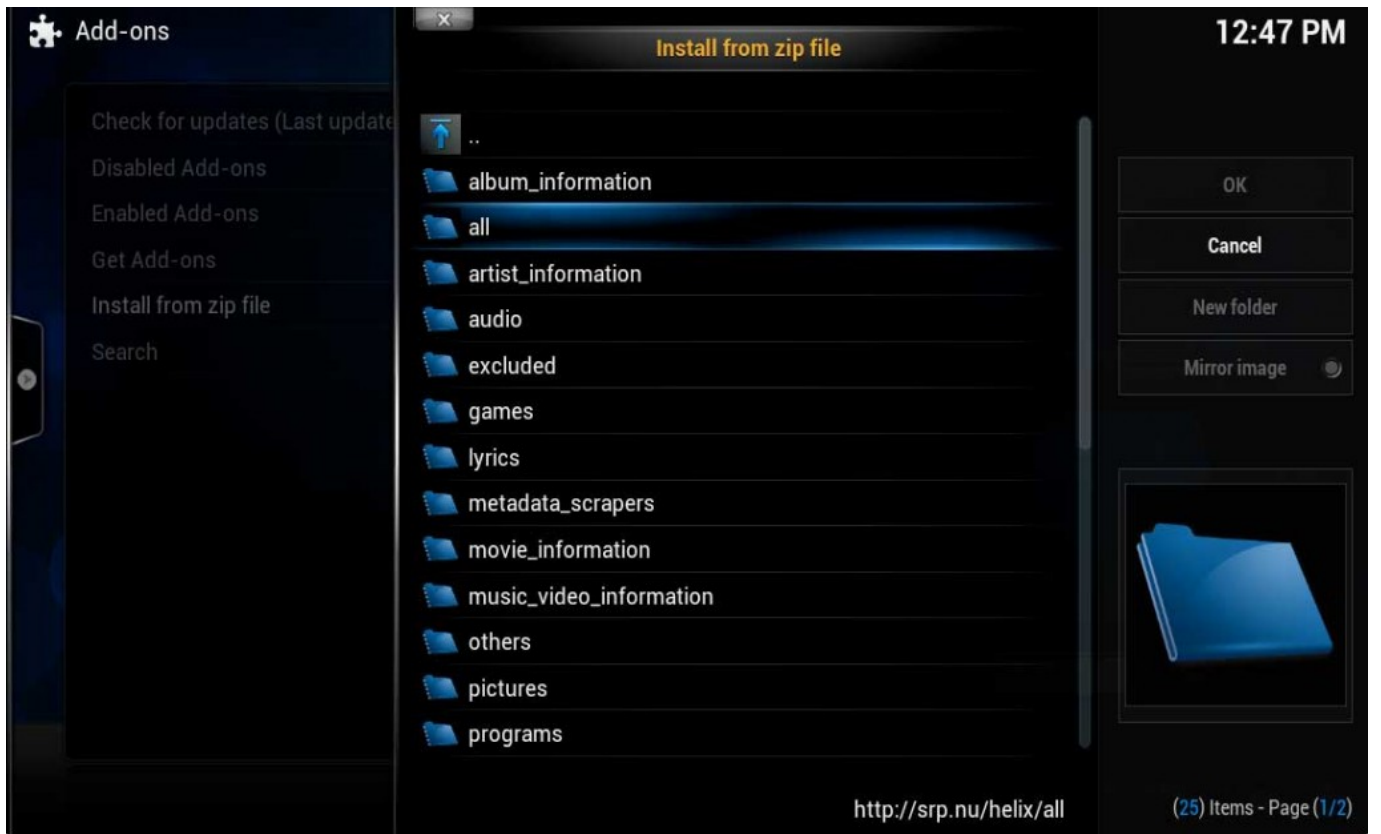 Add-ons
Check for updates (Last update
Disabled Add-ons
Enabled Add-ons
Get Add-ons
Install from zip file
Search
x
Install from zip file
..
album_information
all
artist_information
audio
excluded
games
lyrics
metadata_scrapers
movie_information
music_video_information
others
pictures
programs
http://srp.nu/helix/all
12:47 PM
OK
Cancel
New folder
Mirror image
(25) Items - Page (1/2)